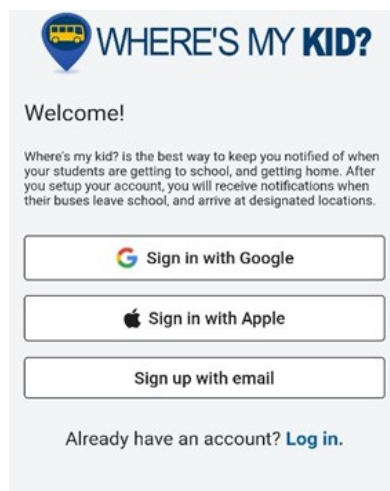 WHERE'S MY KID?
Welcome!
Where's my kid? is the best way to keep you notified of when
your students are getting to school, and getting home. After
you setup your account, you will receive notifications when
their buses leave school, and arrive at designated locations.
Sign in with Google
Sign in with Apple
Sign up with email
Already have an account? Log in.